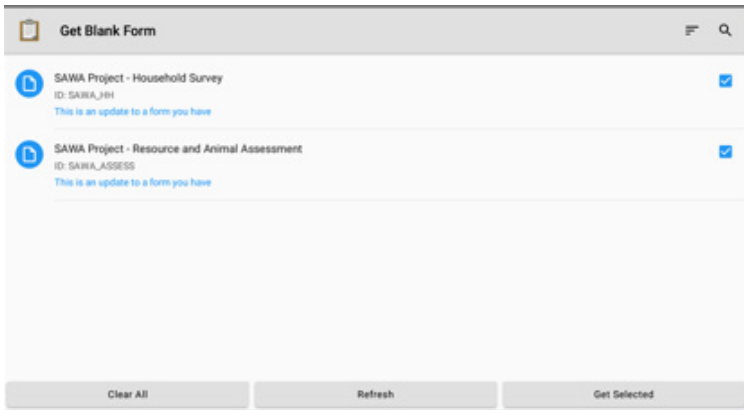 Get Blank Form
SAWA Project - Household Survey
ID: SAWA_HH
This is an update to a form you have
SAWA Project - Resource and Animal Assessment
ID: SAWA_ASSESS
This is an update to a form you have
Clear All
Refresh
Get Selected